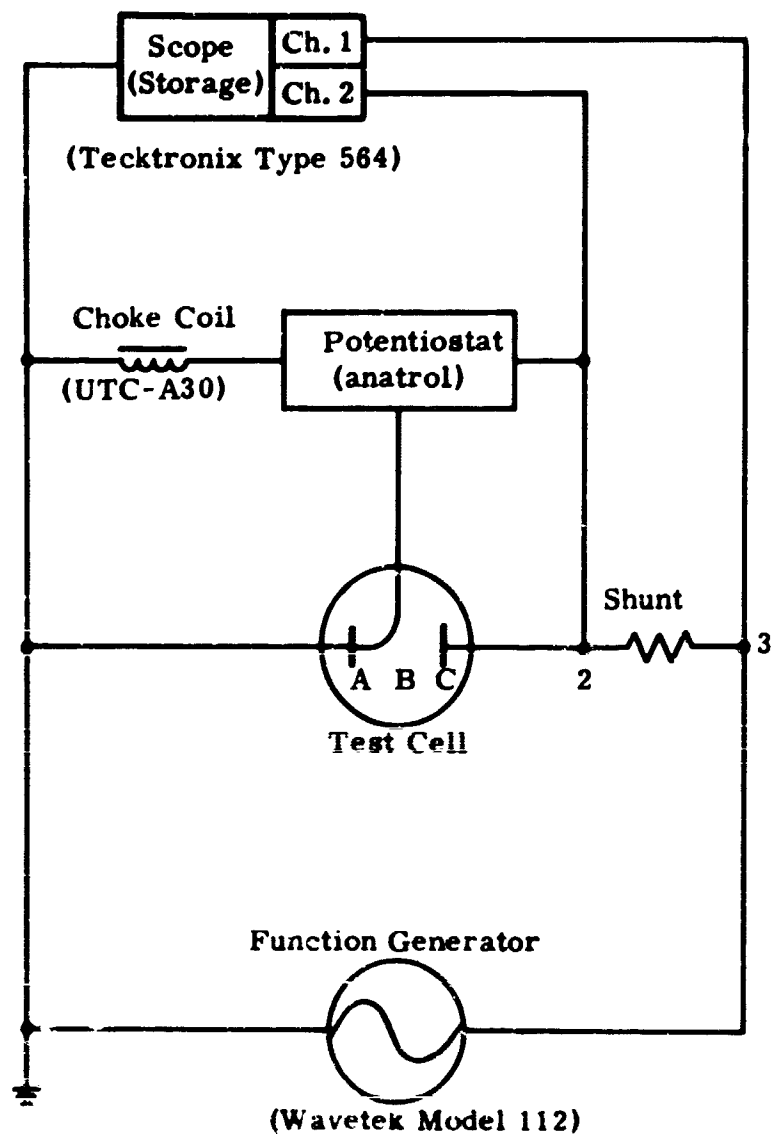 Scope
(Storage)
Ch. 1
Ch. 2
(Tecktronix Type 564)
Choke Coil
(UTC-A30)
Potentiostat
(anatrol)
Shunt
3
A B C
2
Test Cell
Function Generator
(Wavetek Model 112)